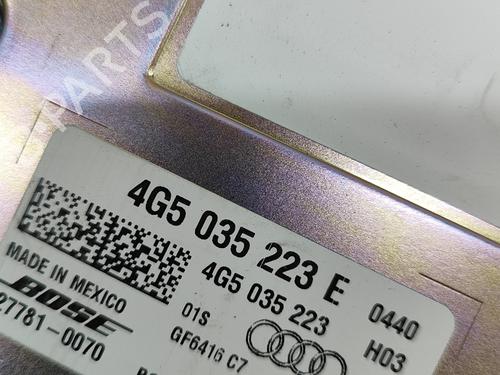 PARTS
4G5 035 223 E
4G5 035 223
0440
MADE IN MEXICO
01S
H03
BOSE
GF6416 C7
27781-0070